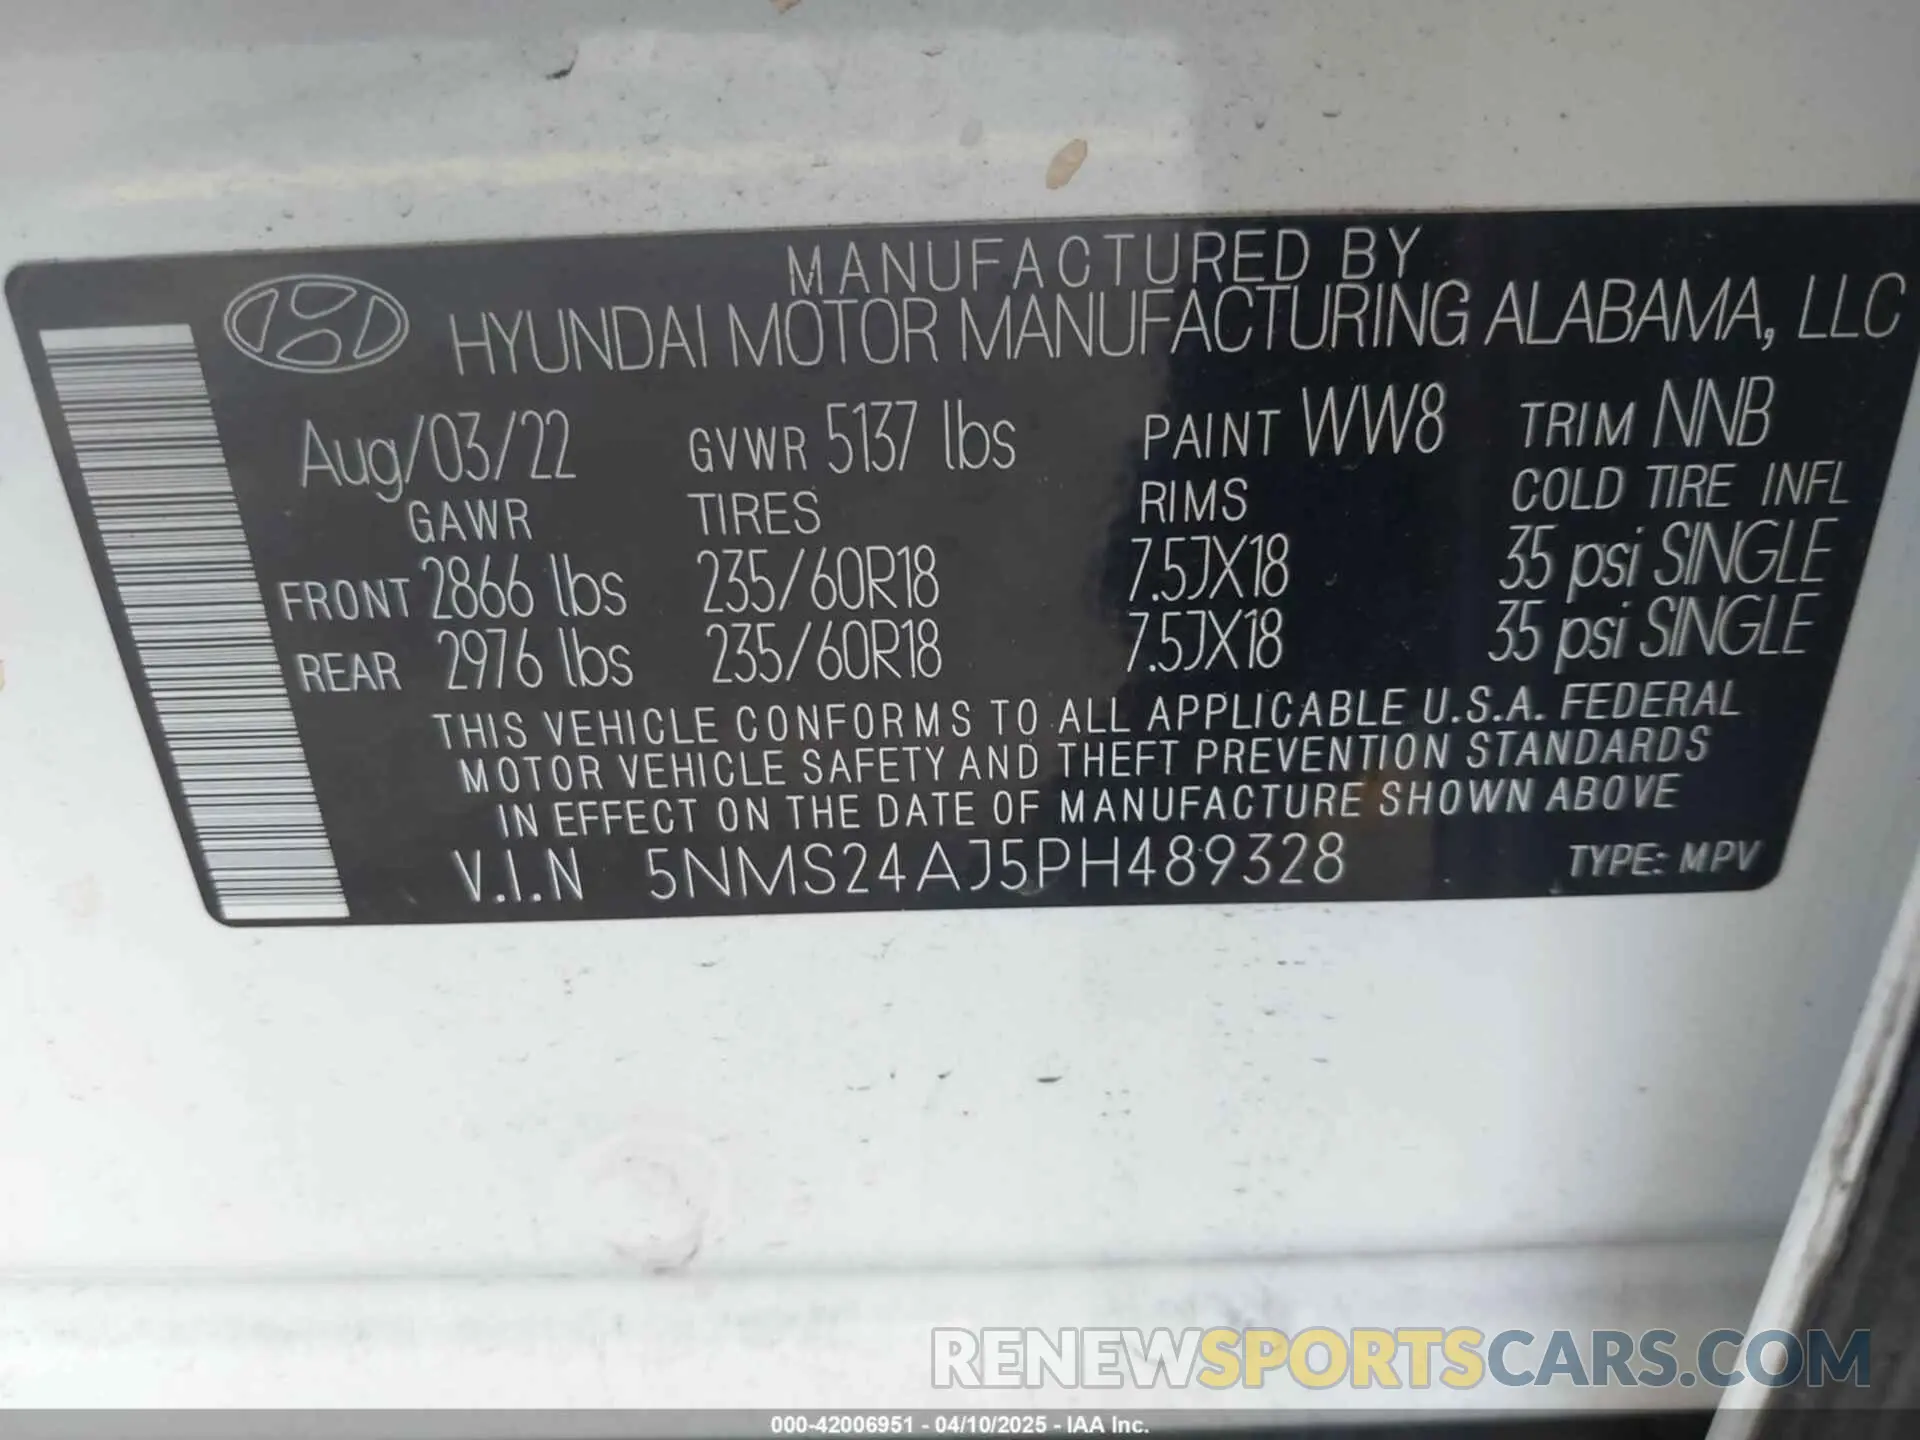 MANUFACTURED BY
HYUNDAI MOTOR MANUFACTURING ALABAMA, LLC
Aug/03/22 GVWR 5137 lbs PAINT WW8 TRIM NNB
GAWR TIRES RIMS COLD TIRE INFL
FRONT 2866 lbs 235/60R18 7.5JX18 35 psi SINGLE
REAR 2976 lbs 235/60R18 7.5JX18 35 psi SINGLE
THIS VEHICLE CONFORMS TO ALL APPLICABLE U.S.A. FEDERAL
MOTOR VEHICLE SAFETY AND THEFT PREVENTION STANDARDS
IN EFFECT ON THE DATE OF MANUFACTURE SHOWN ABOVE
V.I.N 5NMS24AJ5PH489328 TYPE: MPV
RENEWSPORTSCARS.COM
000-42006951 - 04/10/2025 - IAA Inc.